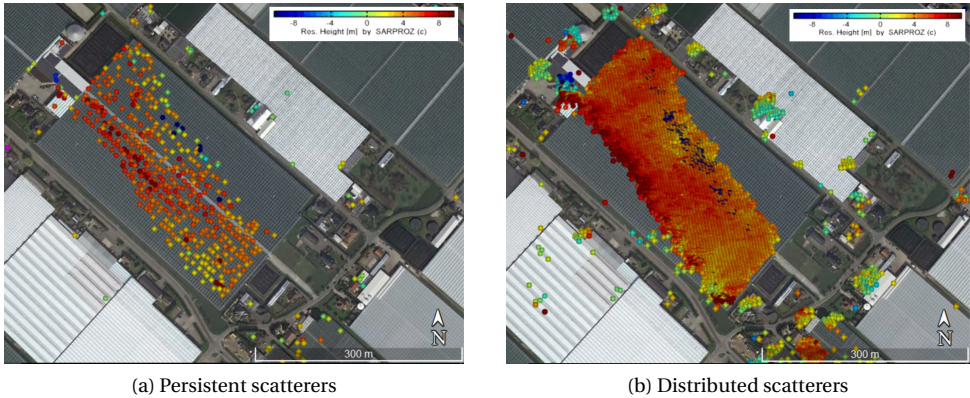 -8 -4 0 4 8
Res. Height [m] by SARPROZ (c)
N
300 m
-8 -4 0 4 8
Res. Height [m] by SARPROZ (c)
N
300 m
(a) Persistent scatterers
(b) Distributed scatterers